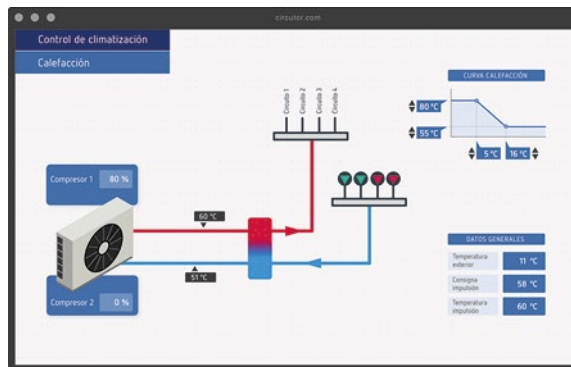 circutor.com
Control de climatización
Calefacción
Circuito 1
Circuito 2
Circuito 3
Circuito 4
CURVA CALEFACCIÓN
80 °C
55 °C
5 °C
16 °C
Compresor 1
80 %
60 °C
51 °C
Compresor 2
0 %
DATOS GENERALES
Temperatura
exterior
11 °C
Consigna
impulsión
58 °C
Temperatura
impulsión
60 °C